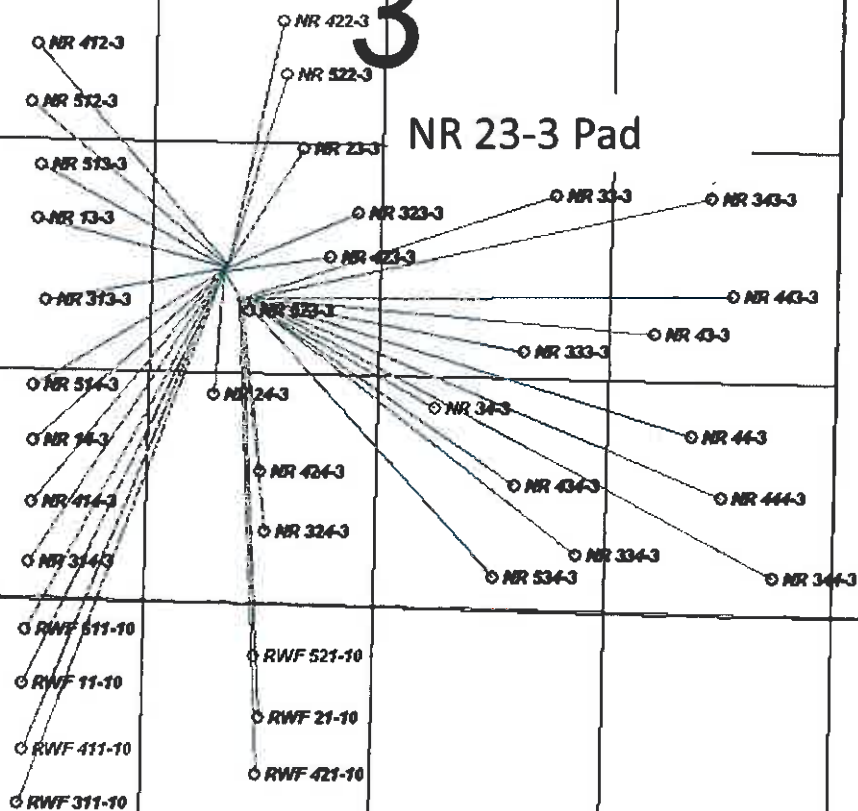 NR 422-3
3
NR 412-3
NR 522-3
NR 512-3
NR 23-3 Pad
NR 23-3
NR 513-3
NR 33-3
NR 343-3
NR 13-3
NR 323-3
NR 423-3
NR 313-3
NR 443-3
NR 523-3
NR 43-3
NR 333-3
NR 514-3
NR 24-3
NR 34-3
NR 14-3
NR 44-3
NR 424-3
NR 434-3
NR 414-3
NR 444-3
NR 324-3
NR 314-3
NR 334-3
NR 534-3
NR 344-3
RWF 511-10
RWF 521-10
RWF 11-10
RWF 21-10
RWF 411-10
RWF 421-10
RWF 311-10